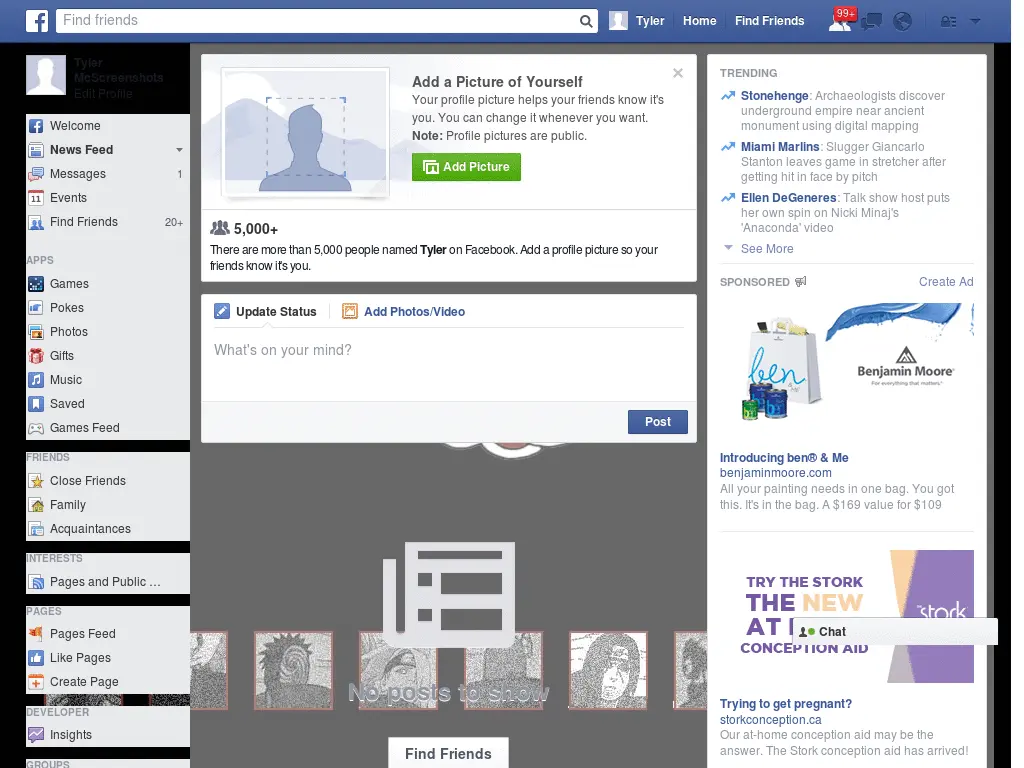 Find friends
Tyler
Home
Find Friends
99+
Tyler
McScreenshots
Edit Profile
Welcome
News Feed
Messages
1
11
Events
Find Friends
20+
APPS
Games
Pokes
Photos
Gifts
Music
Saved
Games Feed
FRIENDS
Close Friends
Family
Acquaintances
INTERESTS
Pages and Public ...
PAGES
Pages Feed
Like Pages
Create Page
DEVELOPER
Insights
GROUPS
Add a Picture of Yourself
Your profile picture helps your friends know it's
you. You can change it whenever you want.
Note: Profile pictures are public.
Add Picture
5,000+
There are more than 5,000 people named Tyler on Facebook. Add a profile picture so your
friends know it's you.
Update Status
Add Photos/Video
What's on your mind?
Post
No posts to show
Find Friends
TRENDING
Stonehenge: Archaeologists discover
underground empire near ancient
monument using digital mapping
Miami Marlins: Slugger Giancarlo
Stanton leaves game in stretcher after
getting hit in face by pitch
Ellen DeGeneres: Talk show host puts
her own spin on Nicki Minaj's
'Anaconda' video
See More
SPONSORED
Create Ad
ben
Benjamin Moore®
For everything that matters.™
Introducing ben® & Me
benjaminmoore.com
All your painting needs in one bag. You got
this. It's in the bag. A $169 value for $109
TRY THE STORK
THE NEW
AT
CONCEPTION AID
stork
Chat
Trying to get pregnant?
storkconception.ca
Our at-home conception aid may be the
answer. The Stork conception aid has arrived!